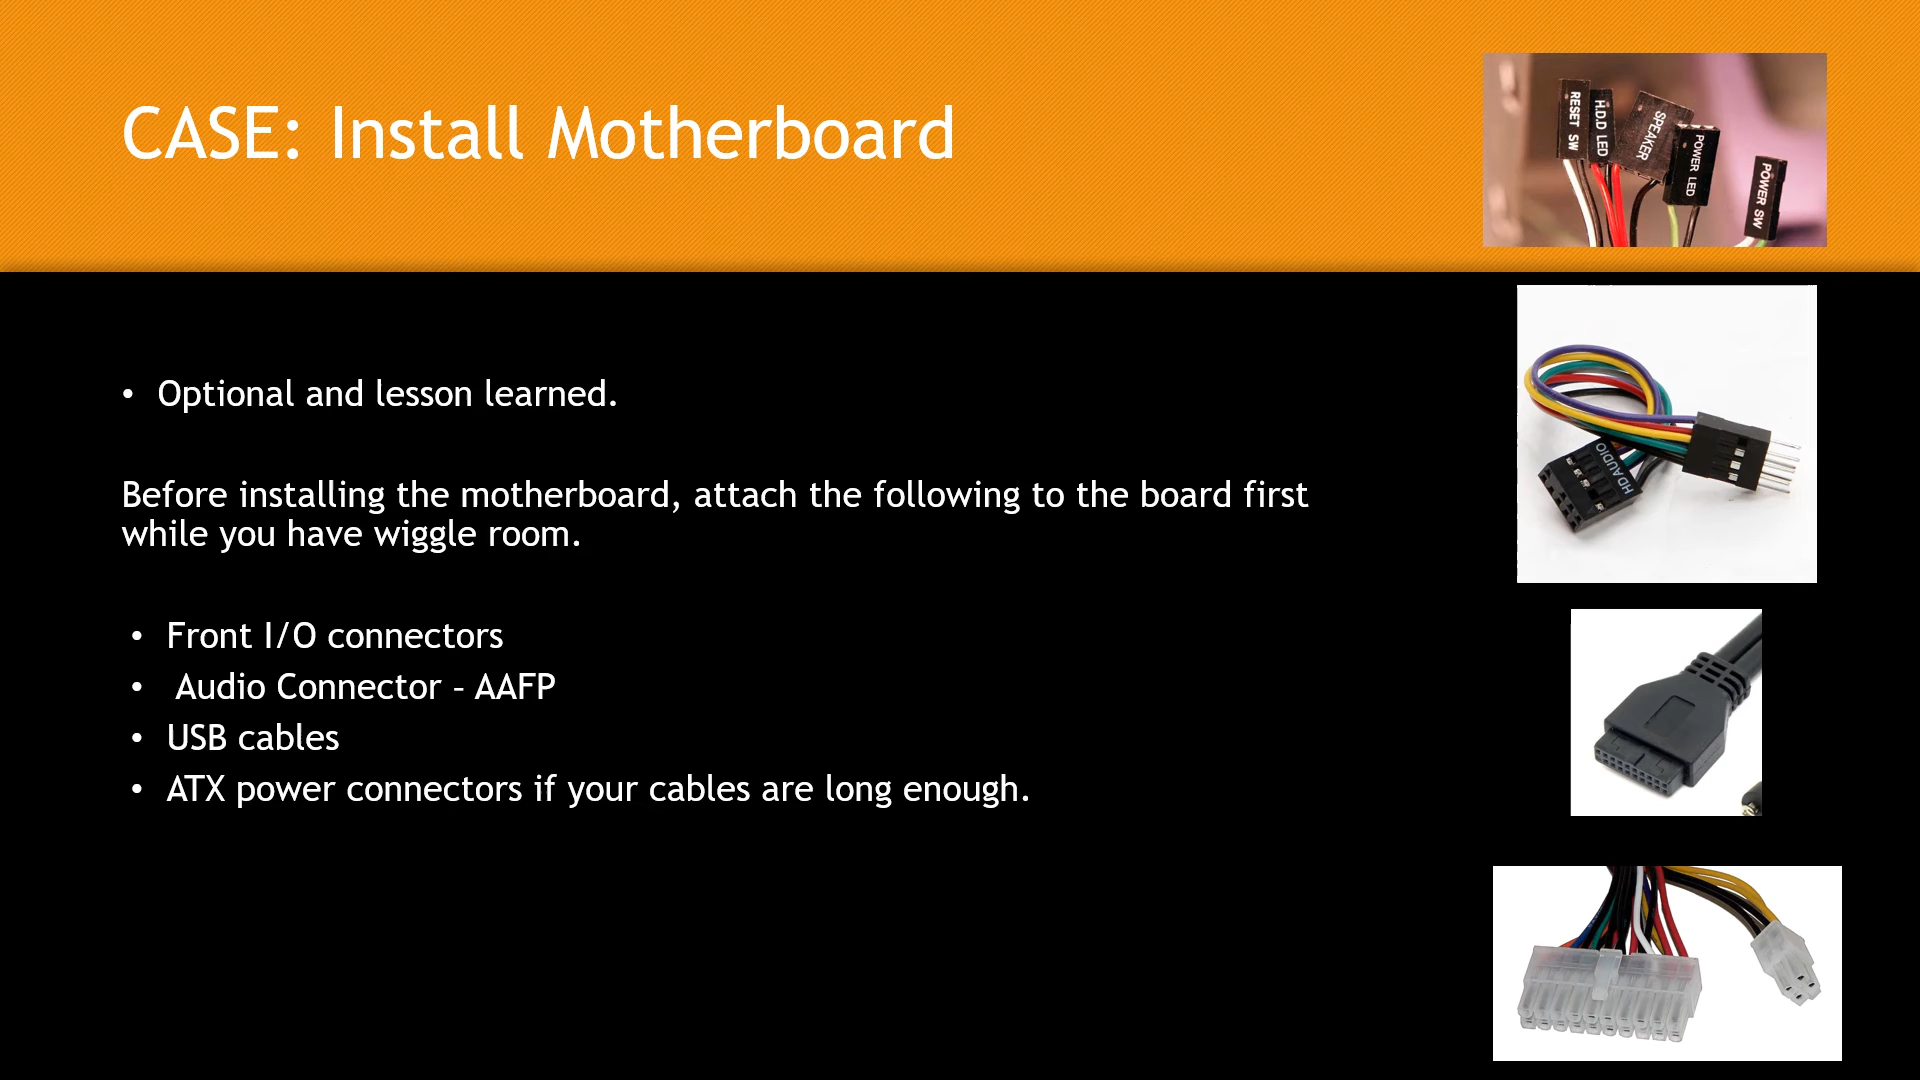 CASE: Install Motherboard
RESET SW
H.D.D LED
SPEAKER
POWER LED
POWER SW
• Optional and lesson learned.
Before installing the motherboard, attach the following to the board first
while you have wiggle room.
HD AUDIO
• Front I/O connectors
• Audio Connector – AAFP
• USB cables
• ATX power connectors if your cables are long enough.